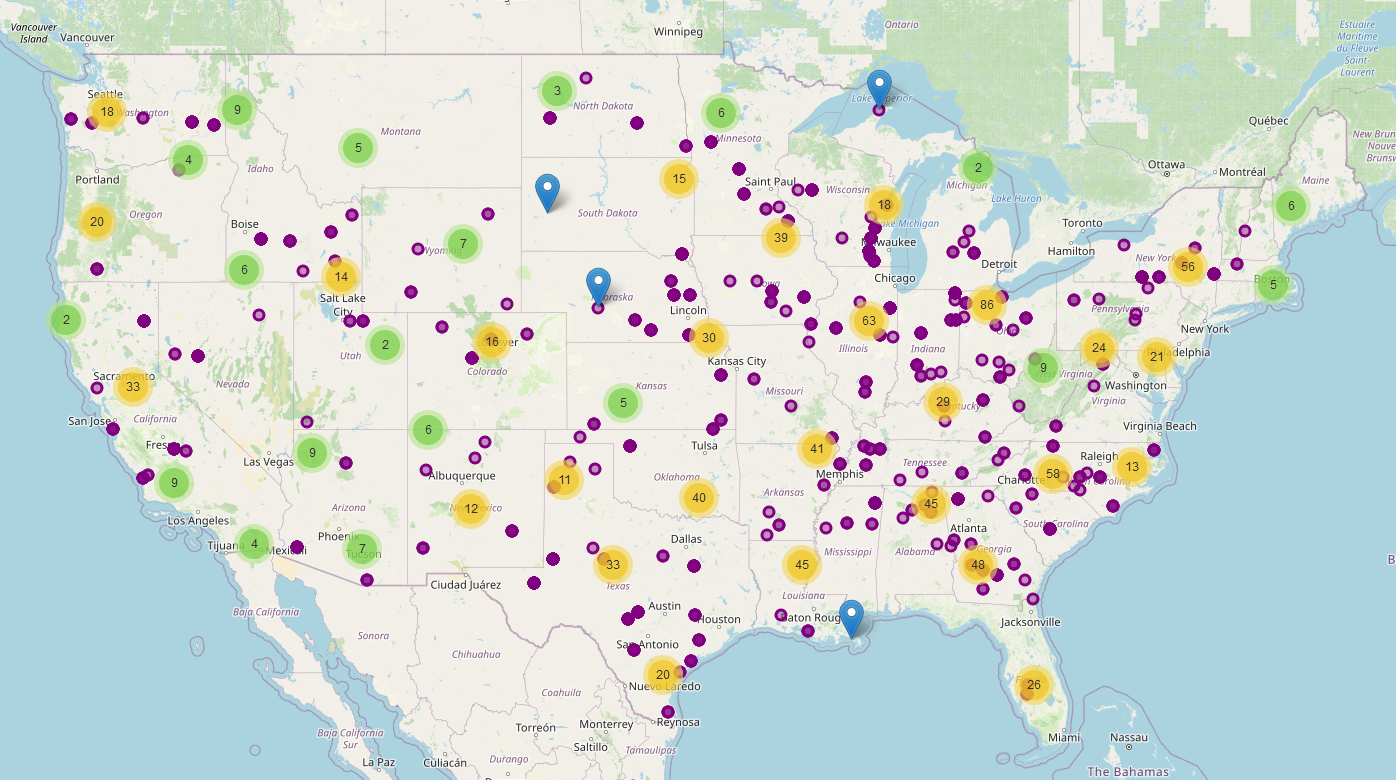 Vancouver
Island
Vancouver
Winnipeg
Ontario
Estuaire
Maritime
du Fleuve
Saint-
Laurent
Seattle
18
Washington
9
3
North Dakota
6
Minnesota
Lake Superior
Québec
New Brun
Montana
5
4
Portland
Idaho
15
Saint Paul
Wisconsin
2
Michigan
Ottawa
Montréal
Maine
6
20
Oregon
Boise
South Dakota
39
18
Lake Michigan
Milwaukee
Lake Huron
Toronto
Hamilton
New York
56
7
Wyoming
6
14
Salt Lake
City
Nebraska
Iowa
Chicago
Detroit
5
2
Lincoln
63
86
Ohio
Pennsylvania
New York
Utah
2
16
Denver
Colorado
30
Illinois
Indiana
24
21
Philadelphia
Kansas City
9
Virginia
Washington
Sacramento
33
Nevada
Kansas
5
Missouri
29
Kentucky
Virginia
San Jose
California
6
Virginia Beach
Fresno
9
Las Vegas
Tulsa
41
Tennessee
Raleigh
13
9
Albuquerque
11
Oklahoma
40
Memphis
Charlotte
58
Arkansas
Los Angeles
Arizona
12
New Mexico
45
Atlanta
South Carolina
Phoenix
Tijuana
4
Mexicali
7
Tucson
Dallas
Mississippi
Alabama
Georgia
48
33
Texas
45
Louisiana
Ciudad Juárez
Baja California
Sonora
Austin
Houston
Baton Rouge
Jacksonville
San Antonio
Chihuahua
20
Nuevo Laredo
26
Coahuila
Baja California
Sur
Torreón
Monterrey
Reynosa
Miami
Nassau
Saltillo
La Paz
Culiacán
Durango
Tamaulipas
The Bahamas